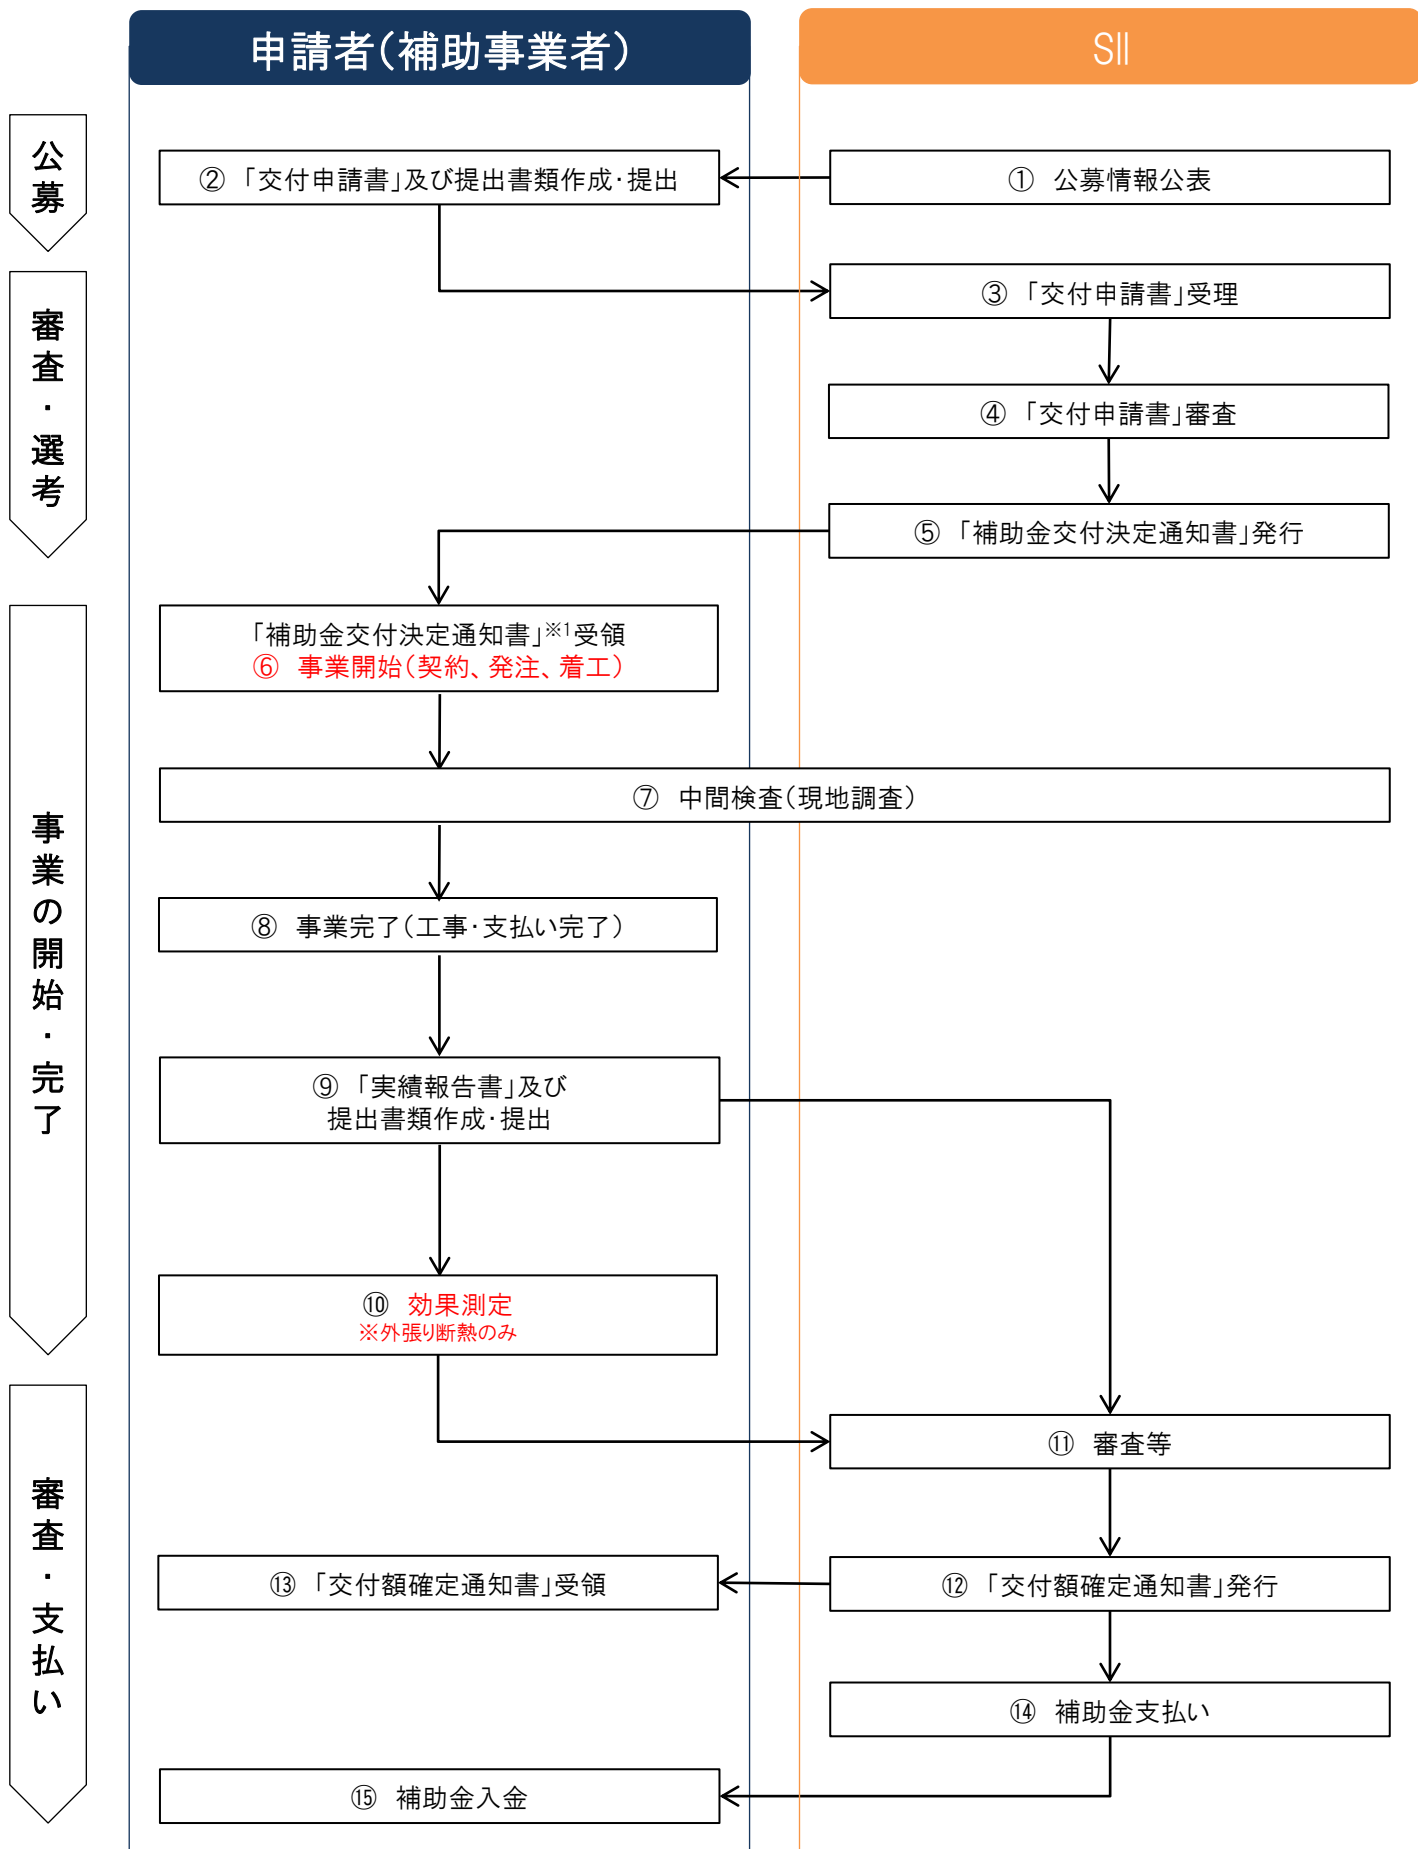 申請者（補助事業者）
SII
公募
② 「交付申請書」及び提出書類作成・提出
① 公募情報公表
審査・選考
③ 「交付申請書」受理
④ 「交付申請書」審査
⑤ 「補助金交付決定通知書」発行
事業の開始・完了
「補助金交付決定通知書」※1受領
⑥ 事業開始（契約、発注、着工）
⑦ 中間検査（現地調査）
⑧ 事業完了（工事・支払い完了）
⑨ 「実績報告書」及び
提出書類作成・提出
⑩ 効果測定
※外張り断熱のみ
審査・支払い
⑪ 審査等
⑬ 「交付額確定通知書」受領
⑫ 「交付額確定通知書」発行
⑭ 補助金支払い
⑮ 補助金入金